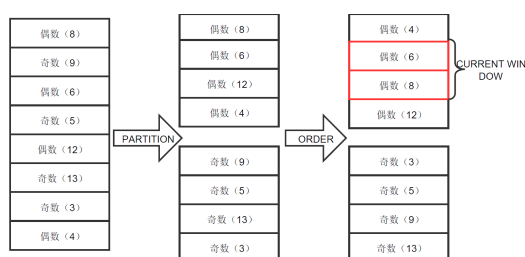 偶数（8）
奇数（9）
偶数（6）
奇数（5）
偶数（12）
奇数（13）
奇数（3）
偶数（4）
PARTITION
偶数（8）
偶数（6）
偶数（12）
偶数（4）
奇数（9）
奇数（5）
奇数（13）
奇数（3）
ORDER
偶数（4）
偶数（6）
偶数（8）
偶数（12）
奇数（3）
奇数（5）
奇数（9）
奇数（13）
CURRENT WIN
DOW